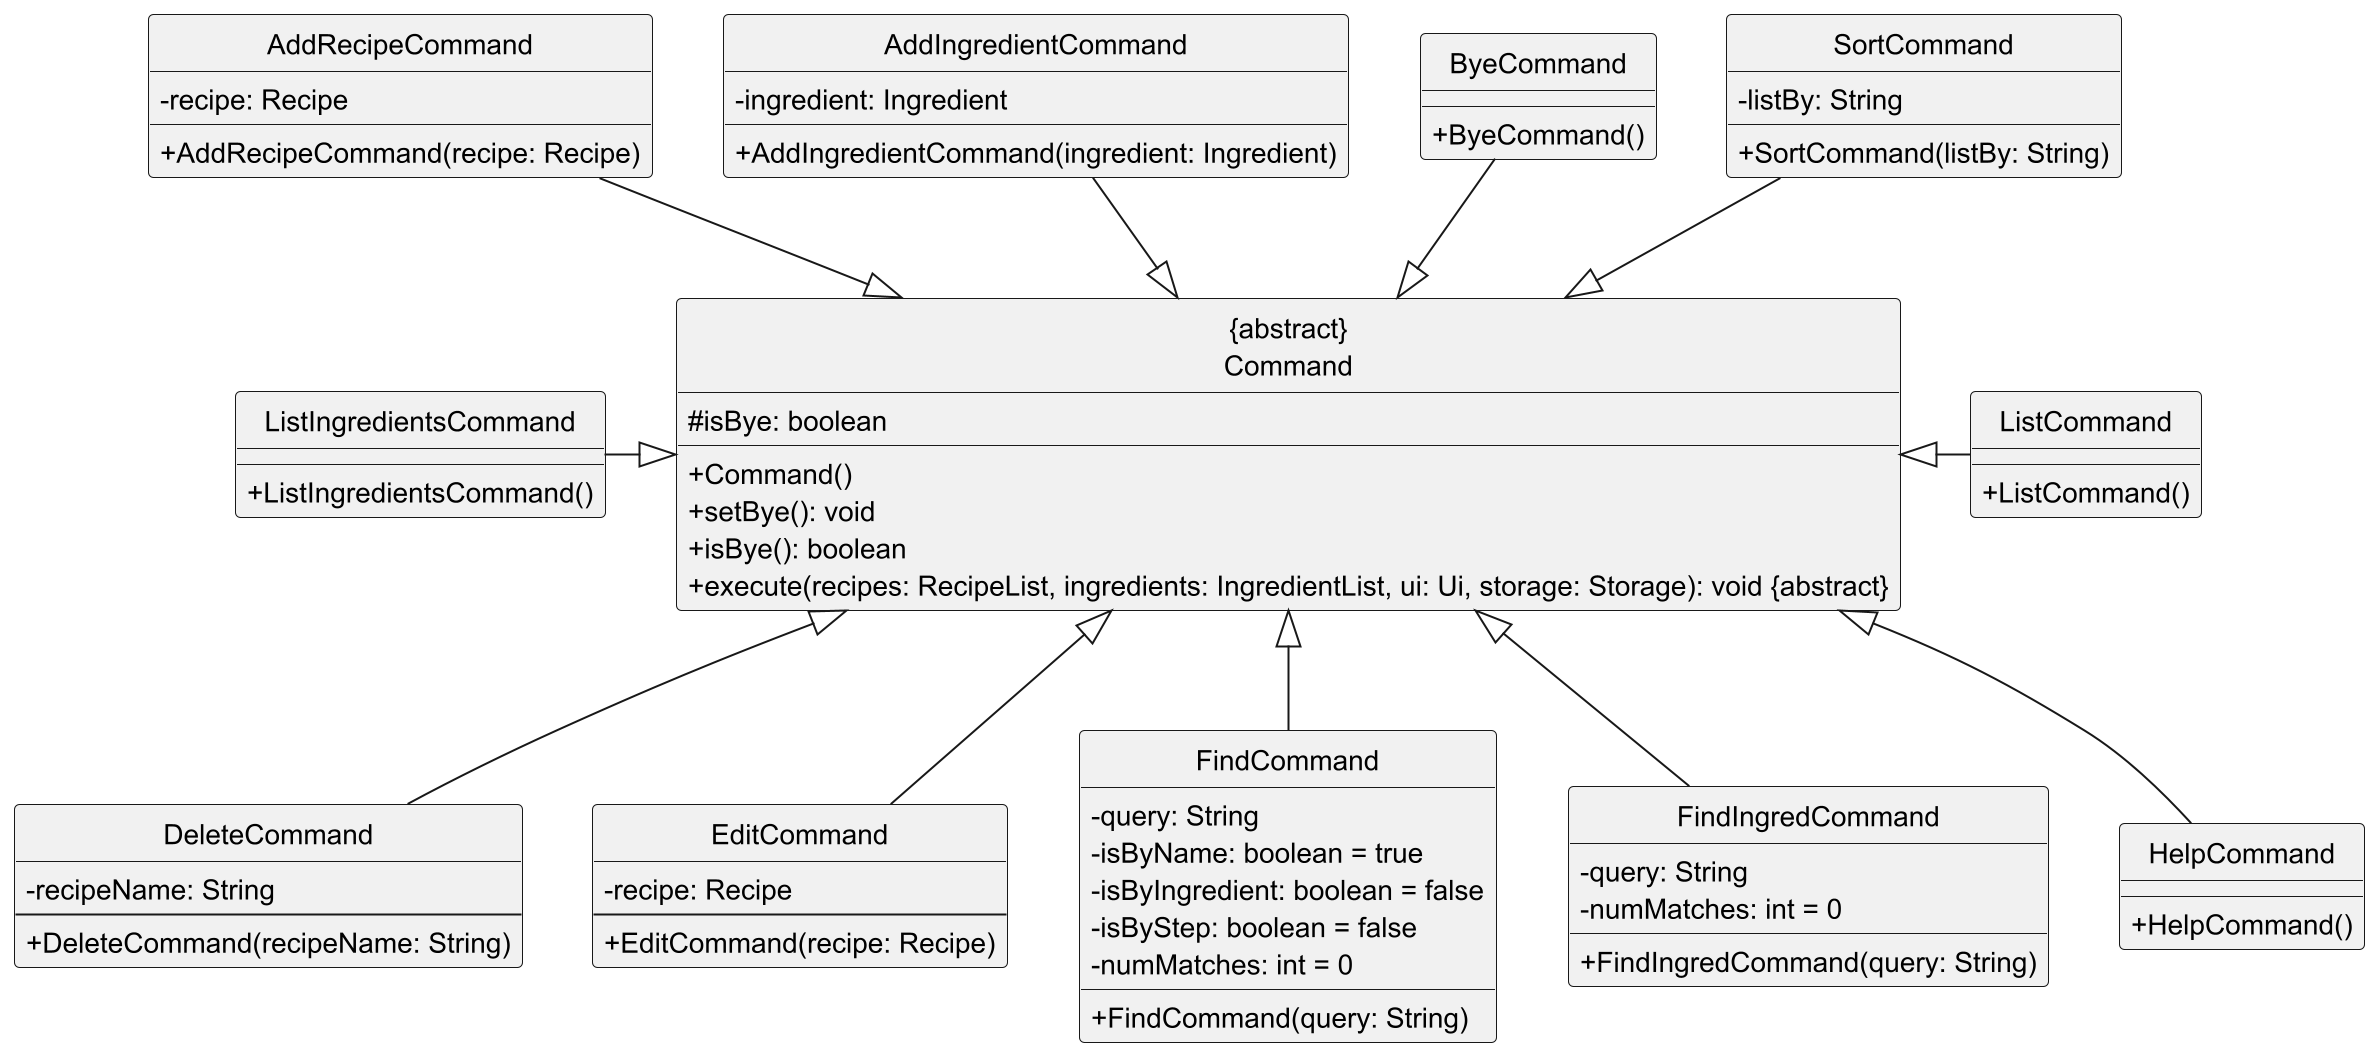 AddRecipeCommand
-recipe: Recipe
+AddRecipeCommand(recipe: Recipe)
AddIngredientCommand
-ingredient: Ingredient
+AddIngredientCommand(ingredient: Ingredient)
ByeCommand
+ByeCommand()
SortCommand
-listBy: String
+SortCommand(listBy: String)
ListIngredientsCommand
+ListIngredientsCommand()
{abstract}
Command
#isBye: boolean
+Command()
+setBye(): void
+isBye(): boolean
+execute(recipes: RecipeList, ingredients: IngredientList, ui: Ui, storage: Storage): void {abstract}
ListCommand
+ListCommand()
DeleteCommand
-recipeName: String
+DeleteCommand(recipeName: String)
EditCommand
-recipe: Recipe
+EditCommand(recipe: Recipe)
FindCommand
-query: String
-isByName: boolean = true
-isByIngredient: boolean = false
-isByStep: boolean = false
-numMatches: int = 0
+FindCommand(query: String)
FindIngredCommand
-query: String
-numMatches: int = 0
+FindIngredCommand(query: String)
HelpCommand
+HelpCommand()